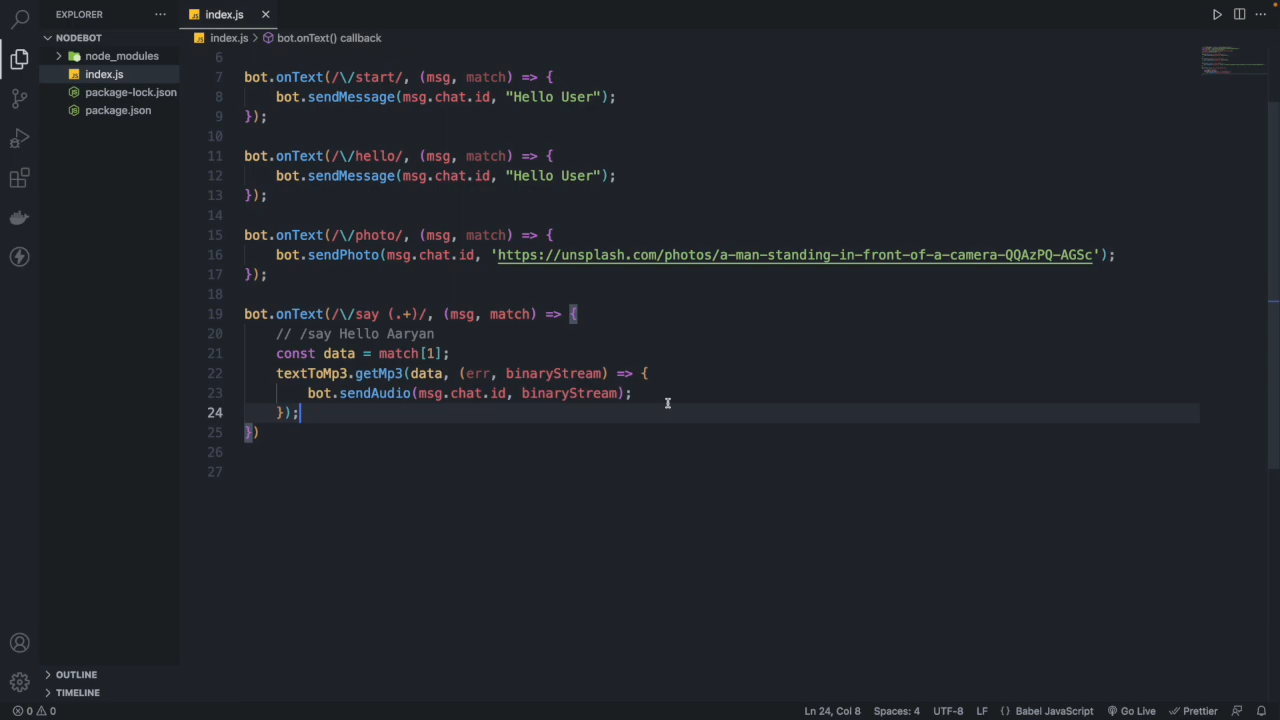 EXPLORER
index.js
NODEBOT
node_modules
index.js
package-lock.json
package.json
index.js > bot.onText() callback
6
7 bot.onText(/\/start/, (msg, match) => {
8 bot.sendMessage(msg.chat.id, "Hello User");
9 });
10
11 bot.onText(/\/hello/, (msg, match) => {
12 bot.sendMessage(msg.chat.id, "Hello User");
13 });
14
15 bot.onText(/\/photo/, (msg, match) => {
16 bot.sendPhoto(msg.chat.id, 'https://unsplash.com/photos/a-man-standing-in-front-of-a-camera-QQAzPQ-AGSc');
17 });
18
19 bot.onText(/\/say (.+)/, (msg, match) => {
20 // /say Hello Aaryan
21 const data = match[1];
22 textToMp3.getMp3(data, (err, binaryStream) => {
23 bot.sendAudio(msg.chat.id, binaryStream);
24 });
25 })
26
27
OUTLINE
TIMELINE
0 0 Ln 24, Col 8 Spaces: 4 UTF-8 LF {} Babel JavaScript Go Live Prettier